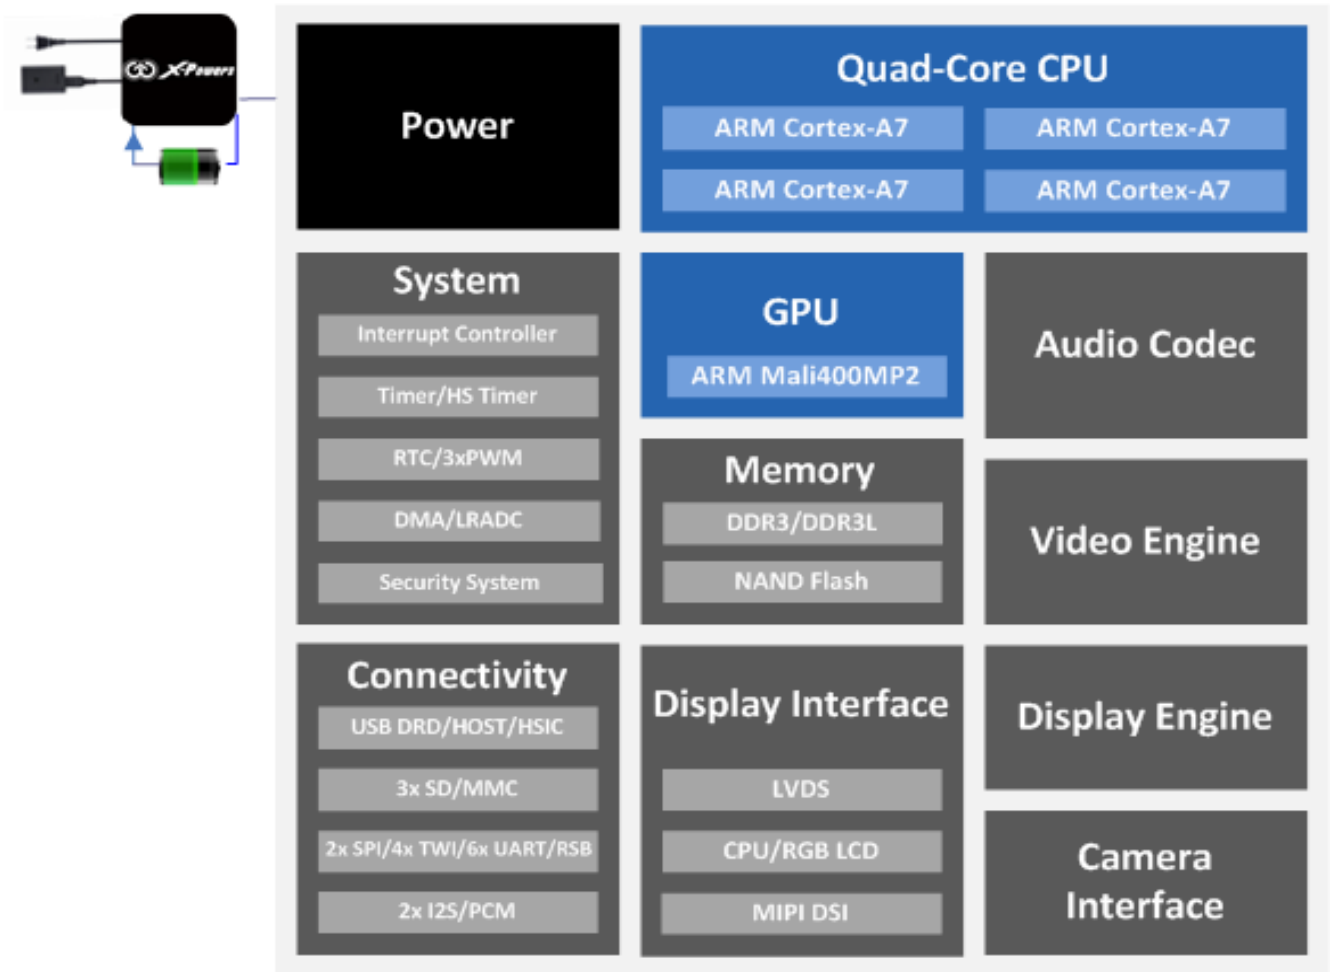 X-Powers
Power
Quad-Core CPU
ARM Cortex-A7
ARM Cortex-A7
ARM Cortex-A7
ARM Cortex-A7
System
Interrupt Controller
Timer/HS Timer
RTC/3xPWM
DMA/LRADC
Security System
GPU
ARM Mali400MP2
Audio Codec
Memory
DDR3/DDR3L
NAND Flash
Video Engine
Connectivity
USB DRD/HOST/HSIC
3x SD/MMC
2x SPI/4x TWI/6x UART/RSB
2x I2S/PCM
Display Interface
LVDS
CPU/RGB LCD
MIPI DSI
Display Engine
Camera
Interface